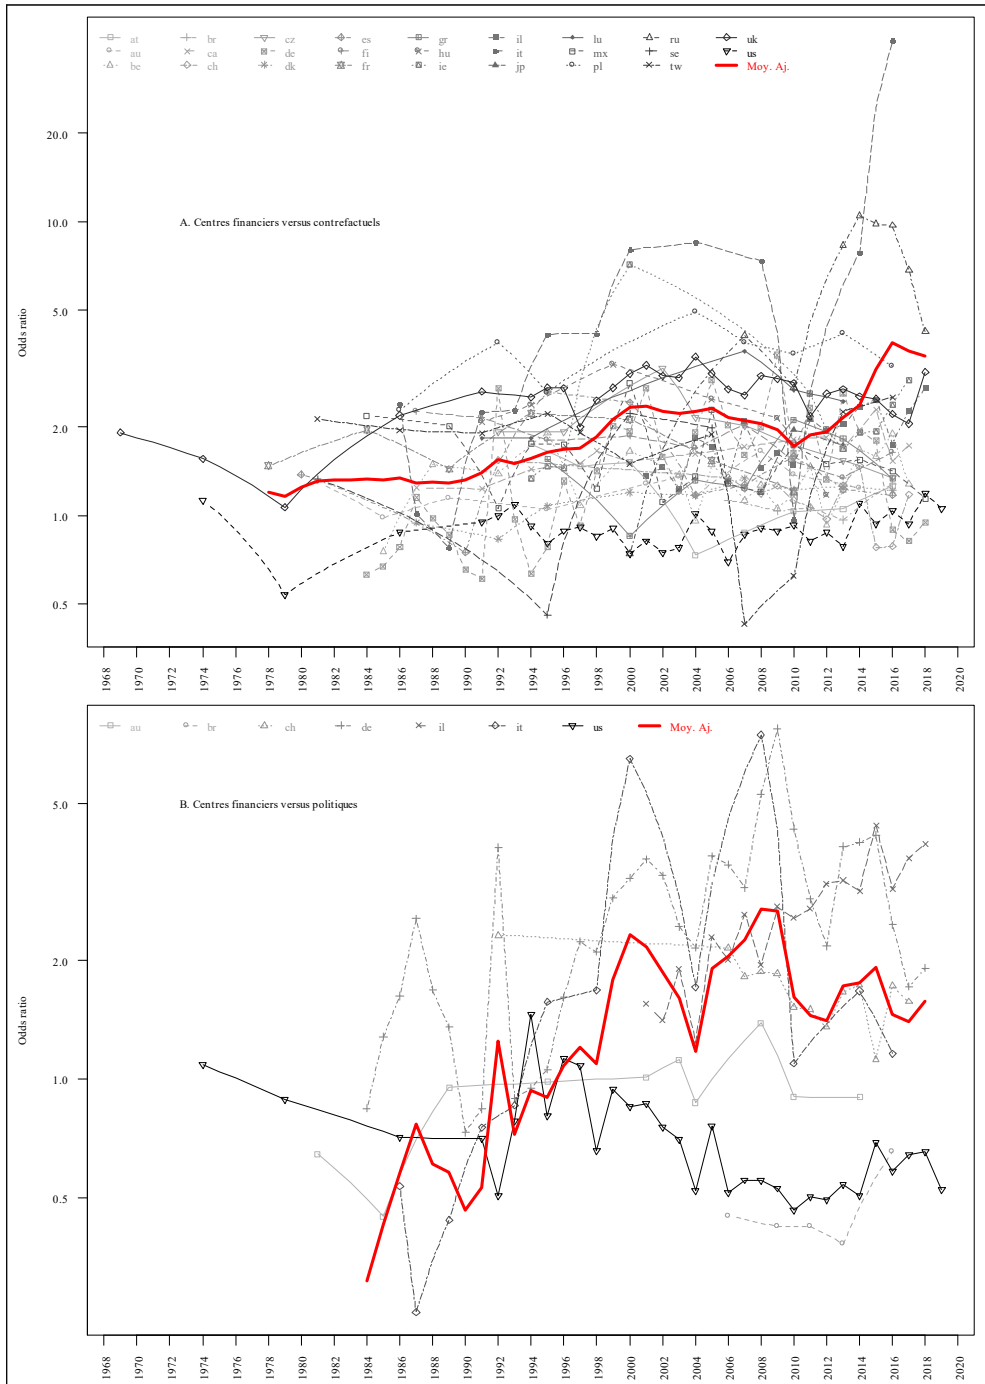 at br cz es gr il lu ru uk
au ca de fi hu it mx se us
be ch dk fr ie jp pl tw Moy. Aj.
20.0
10.0
A. Centres financiers versus contrefactuels
5.0
Odds ratio
2.0
1.0
0.5
1968 1970 1972 1974 1976 1978 1980 1982 1984 1986 1988 1990 1992 1994 1996 1998 2000 2002 2004 2006 2008 2010 2012 2014 2016 2018 2020
au br ch de il it us Moy. Aj.
5.0
B. Centres financiers versus politiques
2.0
Odds ratio
1.0
0.5
1968 1970 1972 1974 1976 1978 1980 1982 1984 1986 1988 1990 1992 1994 1996 1998 2000 2002 2004 2006 2008 2010 2012 2014 2016 2018 2020